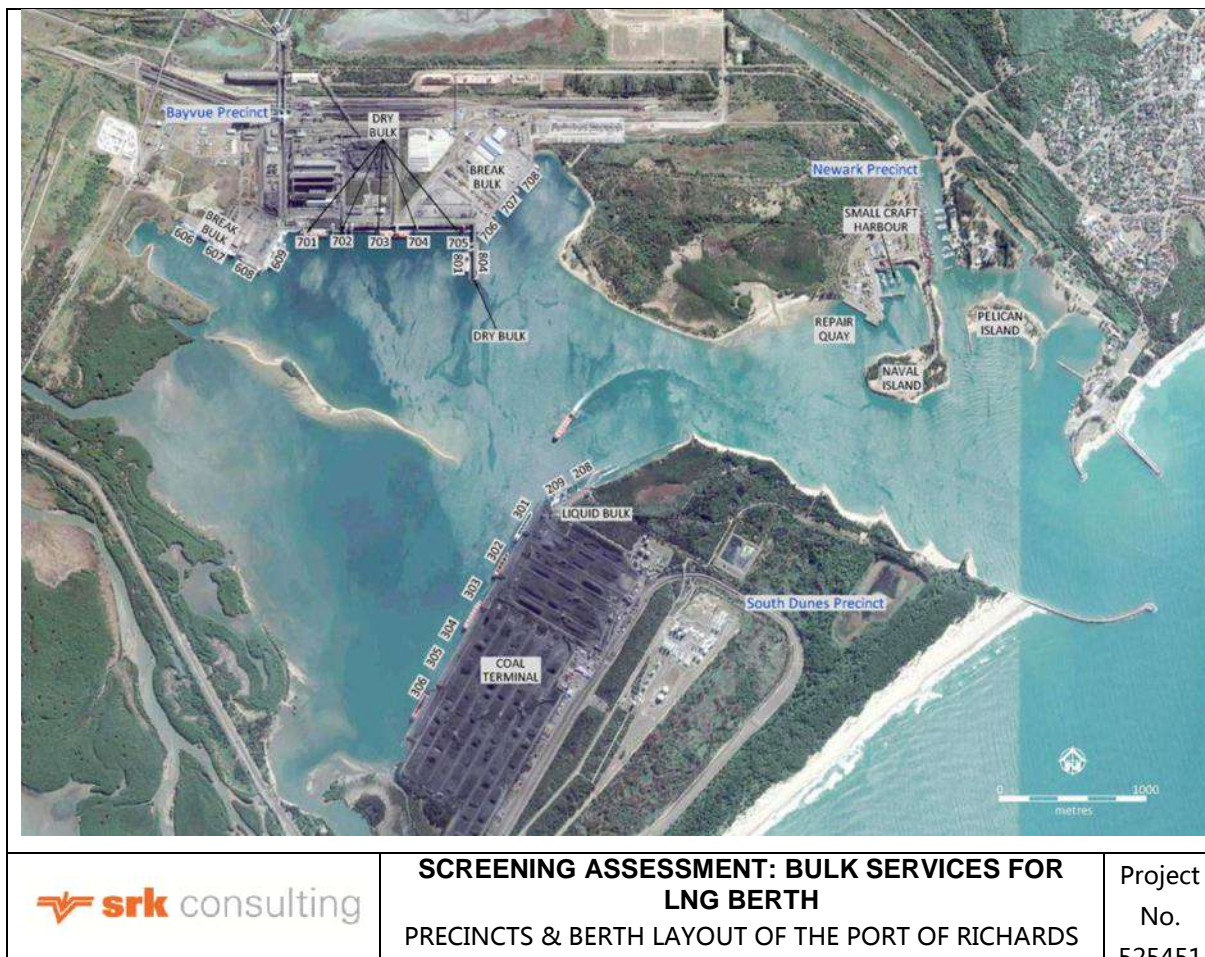 Bayvue Precinct
DRY
BULK
BREAK
BULK
708
707
706
BREAK
BULK
606
607
608
609
701
702
703
704
705
801
804
DRY BULK
Newark Precinct
SMALL CRAFT
HARBOUR
REPAIR
QUAY
PELICAN
ISLAND
NAVAL
ISLAND
208
209
LIQUID BULK
301
302
303
304
305
306
COAL
TERMINAL
South Dunes Precinct
0 1000
metres
srk consulting
SCREENING ASSESSMENT: BULK SERVICES FOR
LNG BERTH
PRECINCTS & BERTH LAYOUT OF THE PORT OF RICHARDS
Project
No.
525451